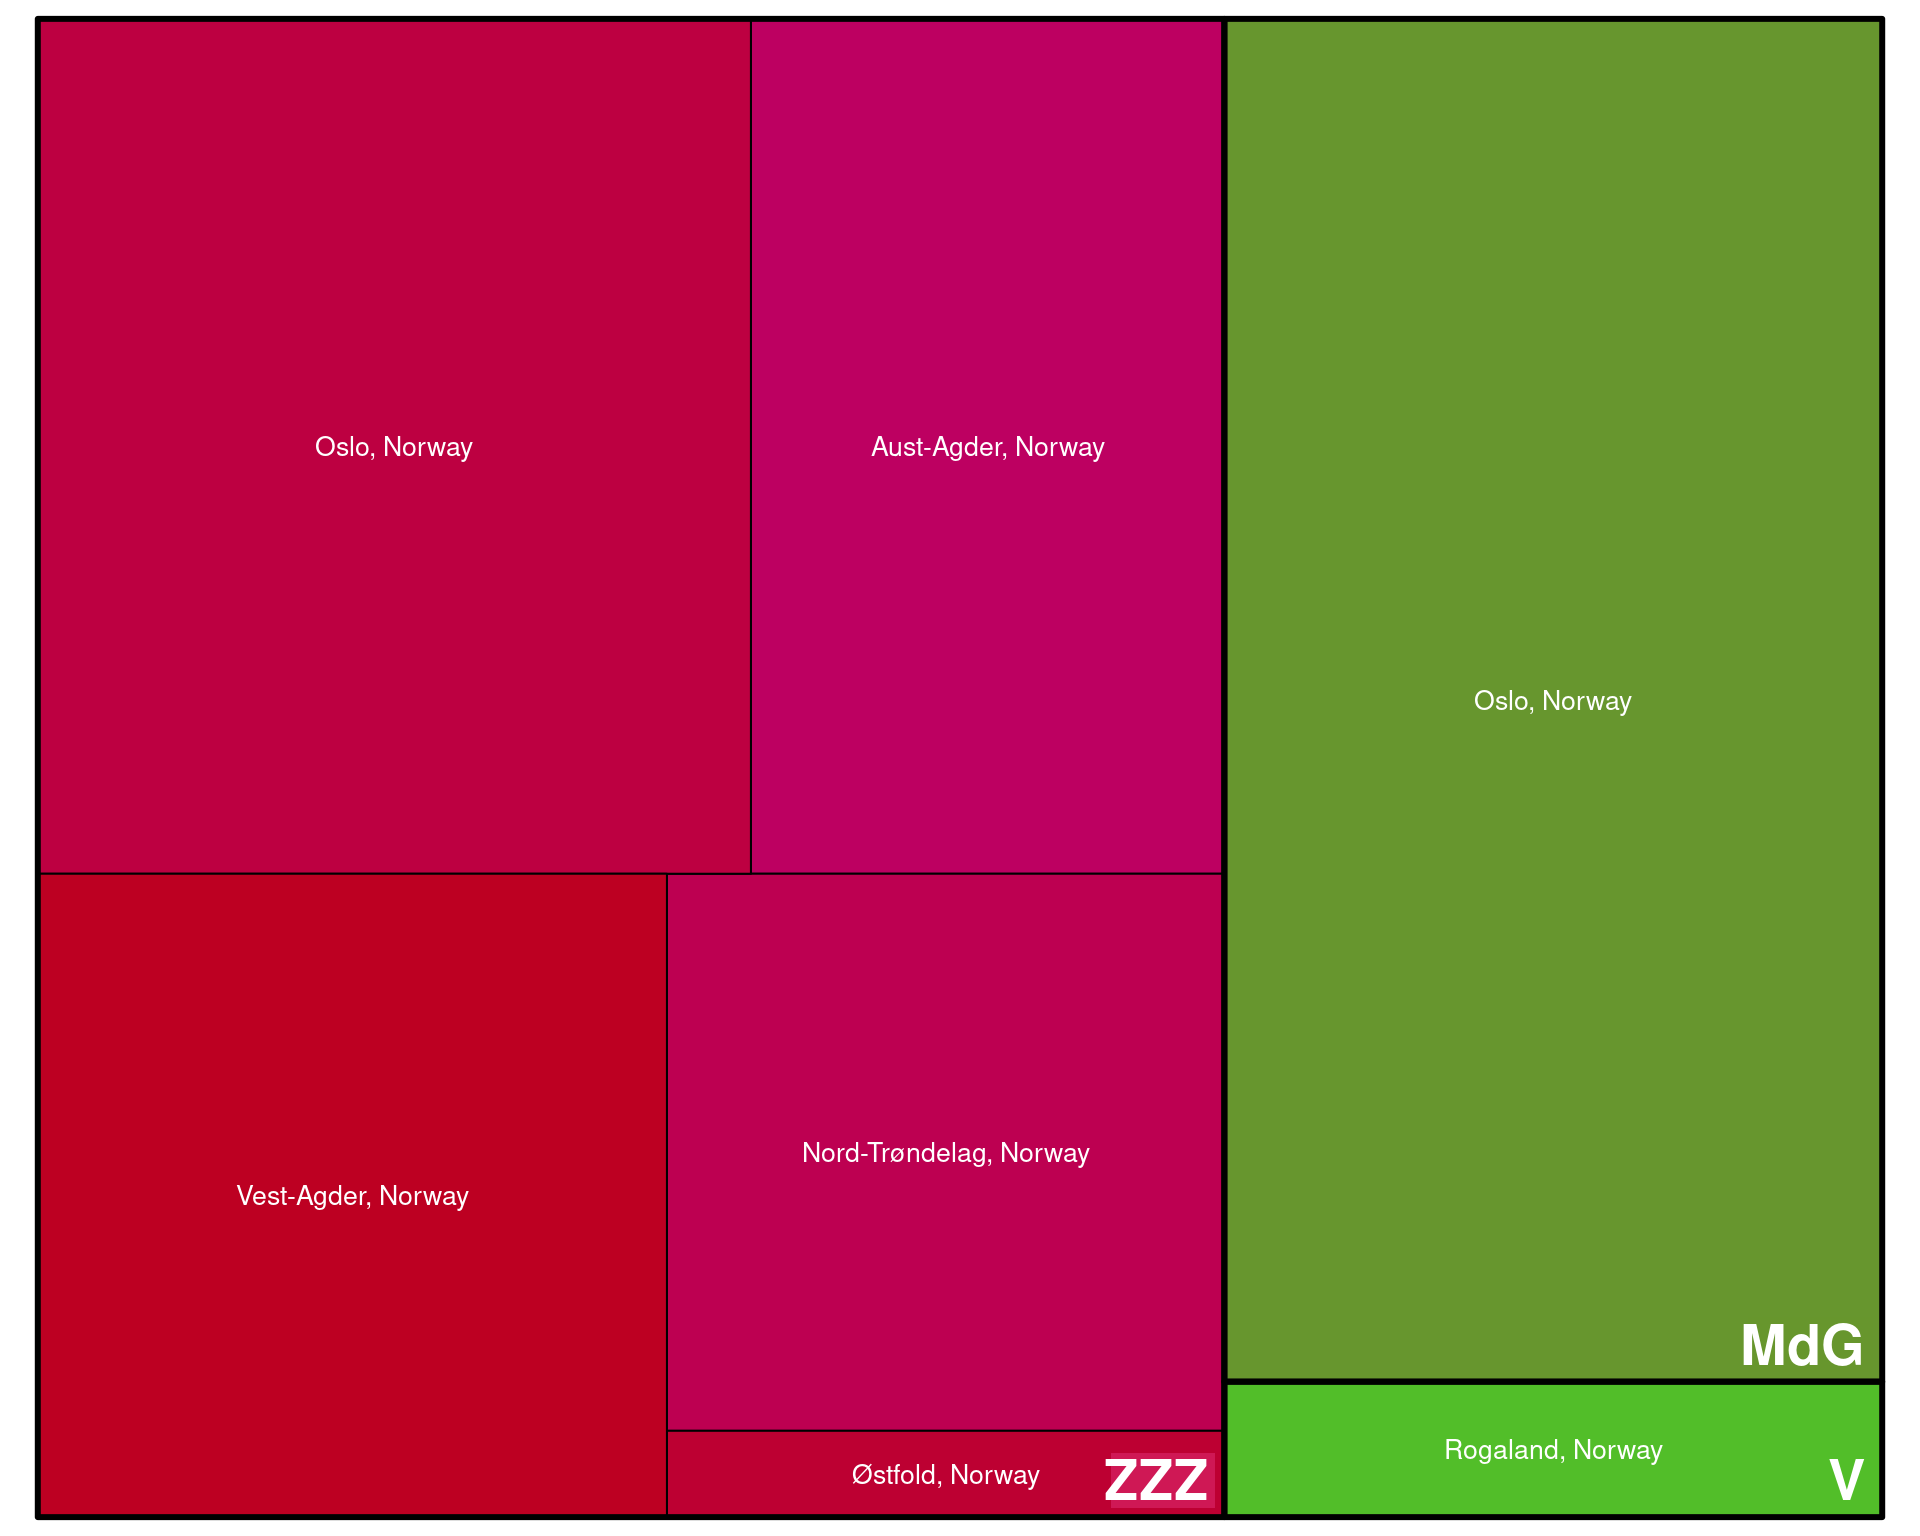 Oslo, Norway
Aust-Agder, Norway
Vest-Agder, Norway
Nord-Trøndelag, Norway
Østfold, Norway
ZZZ
Oslo, Norway
MdG
Rogaland, Norway
V